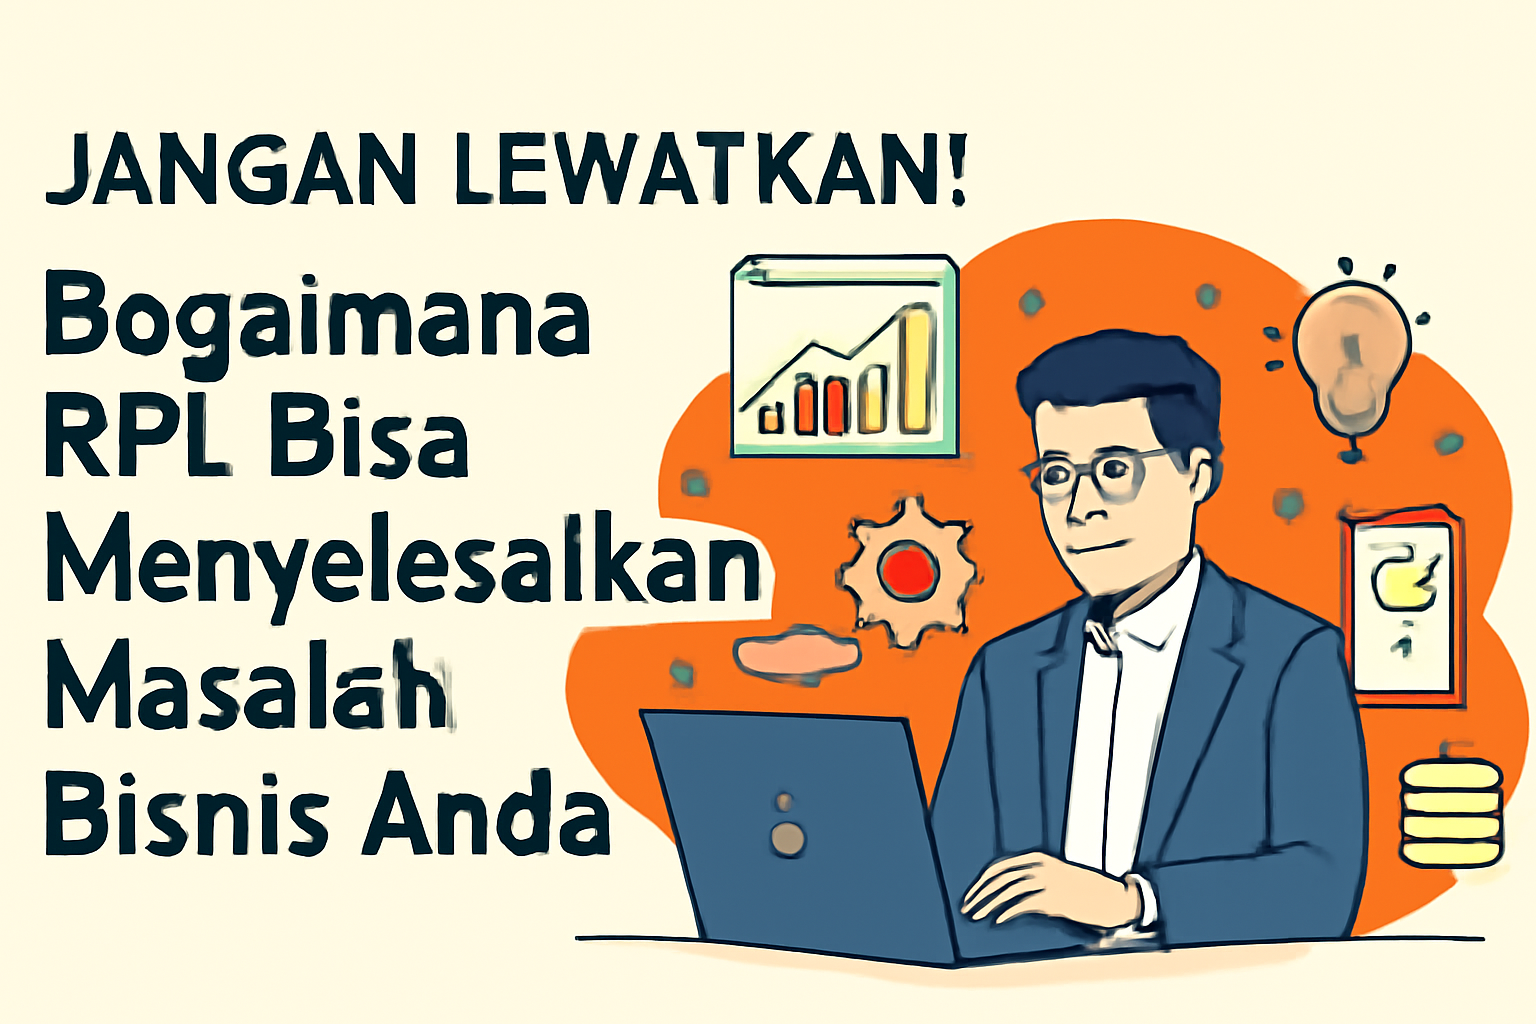 JANGAN LEWATKAN!
Bogaimana
RPL Bisa
Menyelesalkan
Masalah
Bisnis Anda